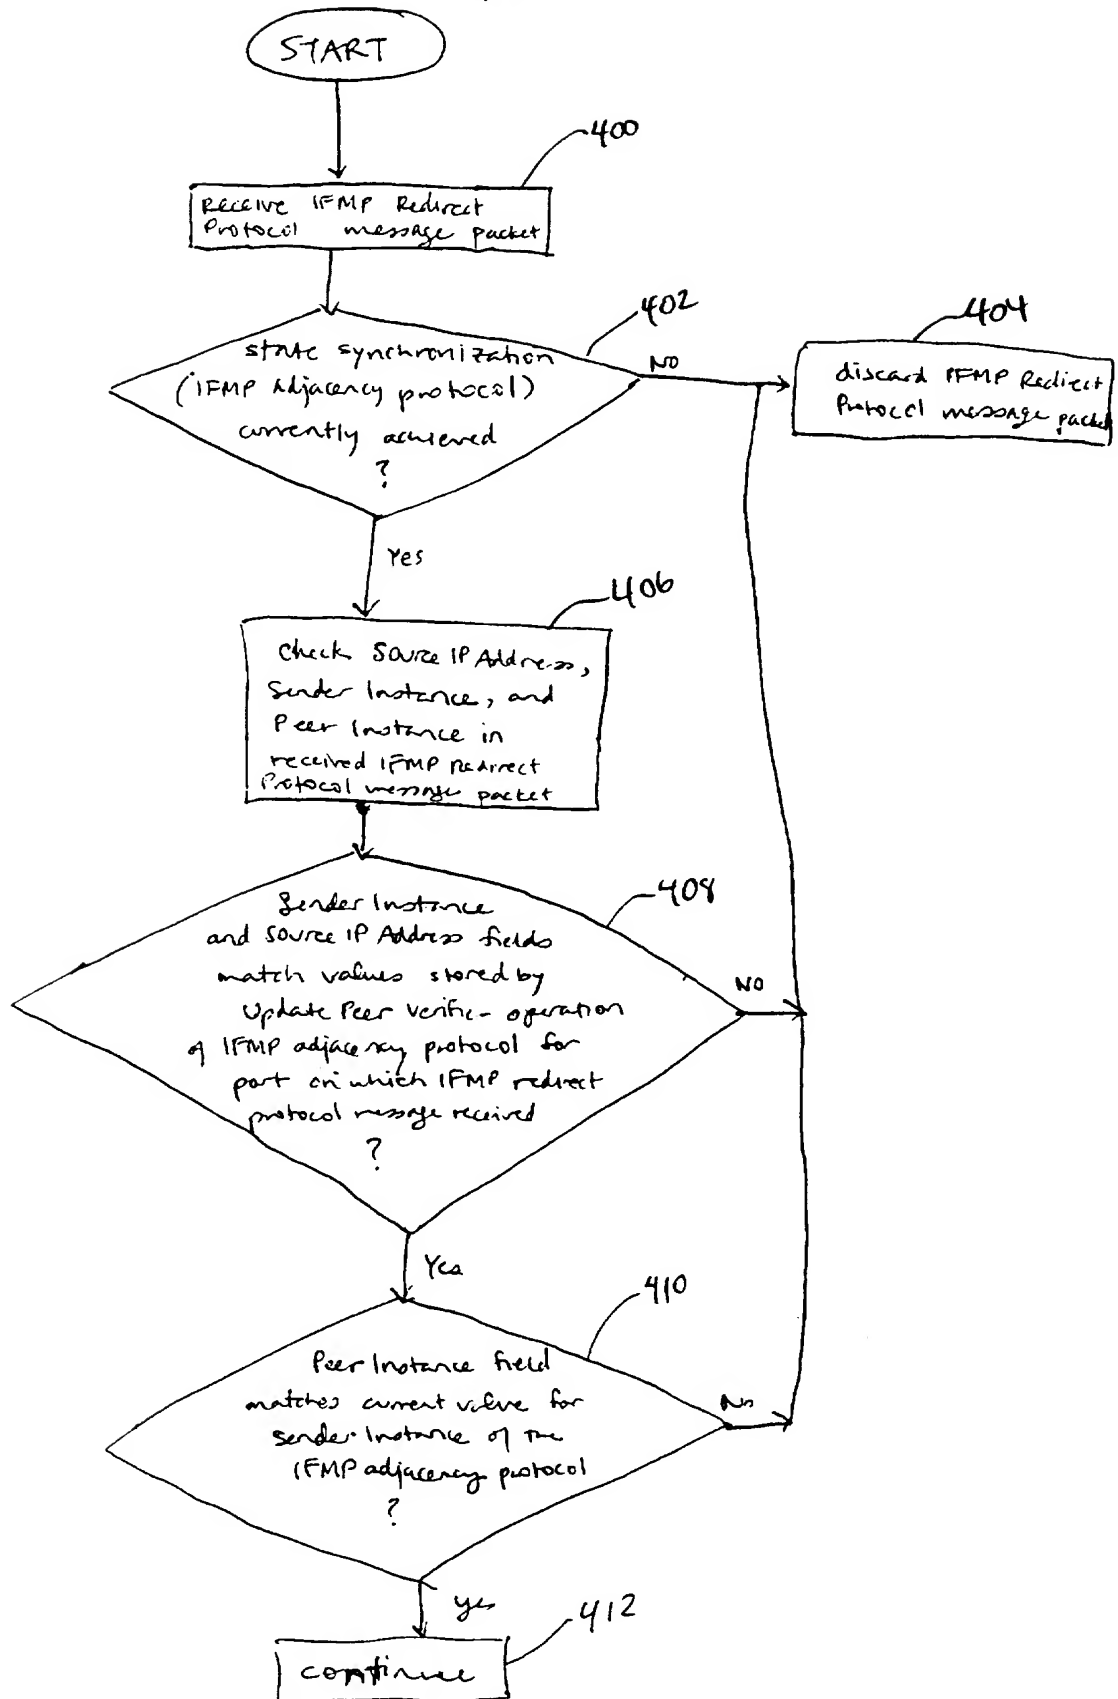 START
400
Receive IFMP Redirect
Protocol message packet
402
state synchronization
(IFMP Adjacency protocol)
currently achieved
?
NO
404
discard IFMP Redirect
Protocol message packet
Yes
406
Check Source IP Address,
Sender Instance, and
Peer Instance in
received IFMP Redirect
Protocol message packet
408
Sender Instance
and Source IP Address fields
match values stored by
Update Peer Verific- operation
of IFMP adjacency protocol for
port on which IFMP redirect
protocol message received
?
NO
Yes
410
Peer Instance field
matches current value for
sender instance of the
IFMP adjacency protocol
?
No
yes
412
continue